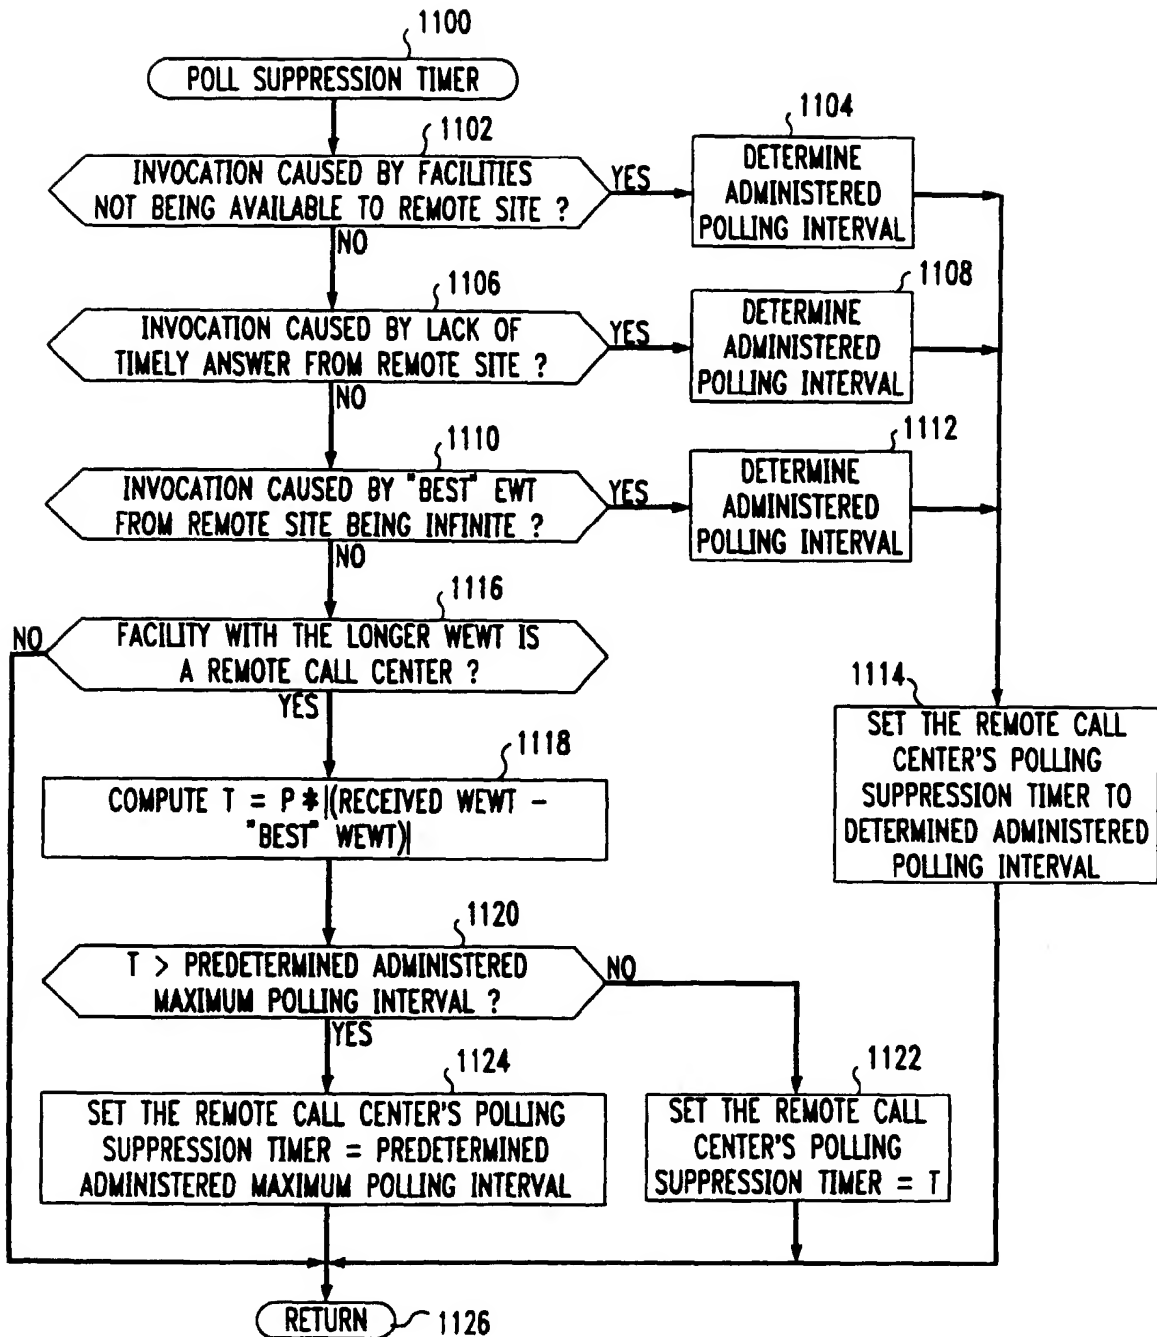 1100
POLL SUPPRESSION TIMER
1102
INVOCATION CAUSED BY FACILITIES
NOT BEING AVAILABLE TO REMOTE SITE ?
YES
NO
1104
DETERMINE
ADMINISTERED
POLLING INTERVAL
1106
INVOCATION CAUSED BY LACK OF
TIMELY ANSWER FROM REMOTE SITE ?
YES
NO
1108
DETERMINE
ADMINISTERED
POLLING INTERVAL
1110
INVOCATION CAUSED BY "BEST" EWT
FROM REMOTE SITE BEING INFINITE ?
YES
NO
1112
DETERMINE
ADMINISTERED
POLLING INTERVAL
1116
NO
FACILITY WITH THE LONGER WEWT IS
A REMOTE CALL CENTER ?
YES
1114
SET THE REMOTE CALL
CENTER'S POLLING
SUPPRESSION TIMER TO
DETERMINED ADMINISTERED
POLLING INTERVAL
1118
COMPUTE T = P * |(RECEIVED WEWT -
"BEST" WEWT)|
1120
T > PREDETERMINED ADMINISTERED
MAXIMUM POLLING INTERVAL ?
NO
YES
1124
SET THE REMOTE CALL CENTER'S POLLING
SUPPRESSION TIMER = PREDETERMINED
ADMINISTERED MAXIMUM POLLING INTERVAL
1122
SET THE REMOTE CALL
CENTER'S POLLING
SUPPRESSION TIMER = T
RETURN
1126